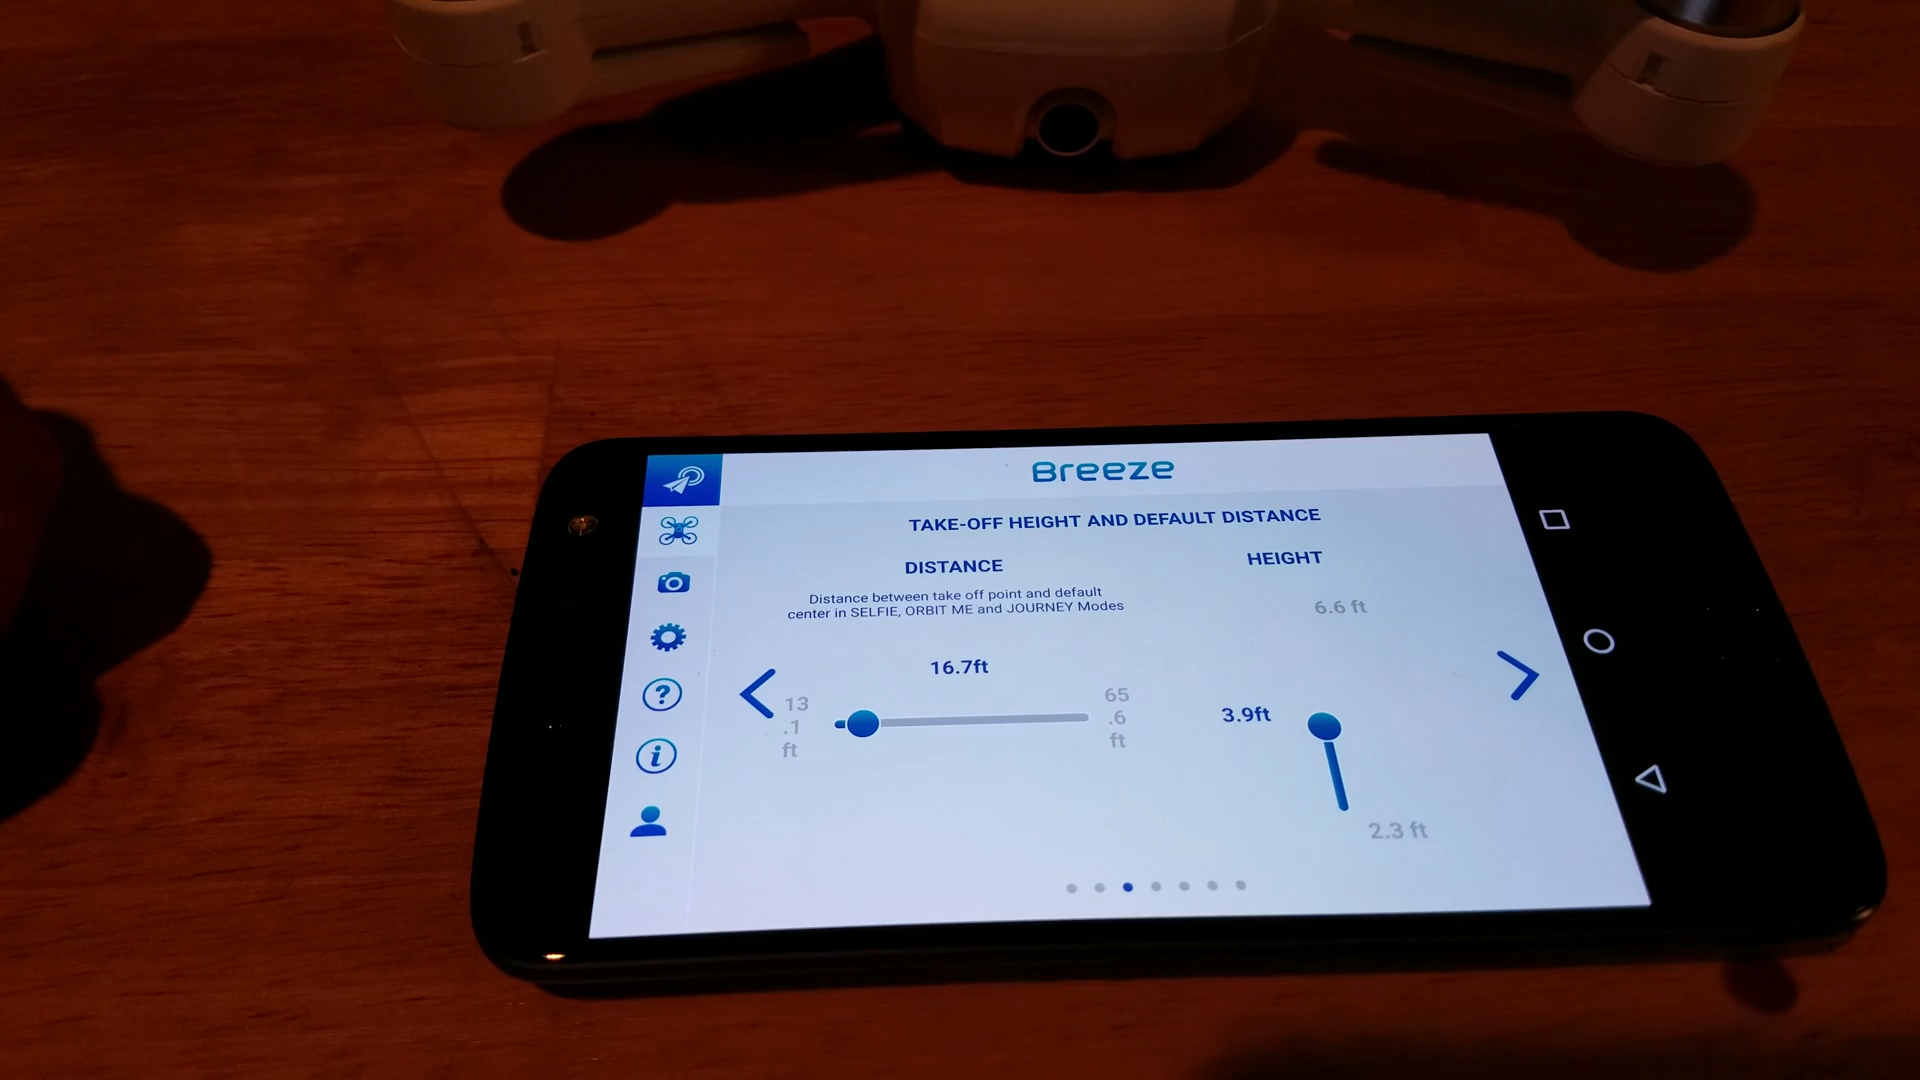 Breeze
TAKE-OFF HEIGHT AND DEFAULT DISTANCE
DISTANCE
Distance between take off point and default
center in SELFIE, ORBIT ME and JOURNEY Modes
16.7ft
13
.1
ft
65
.6
ft
HEIGHT
6.6 ft
3.9ft
2.3 ft